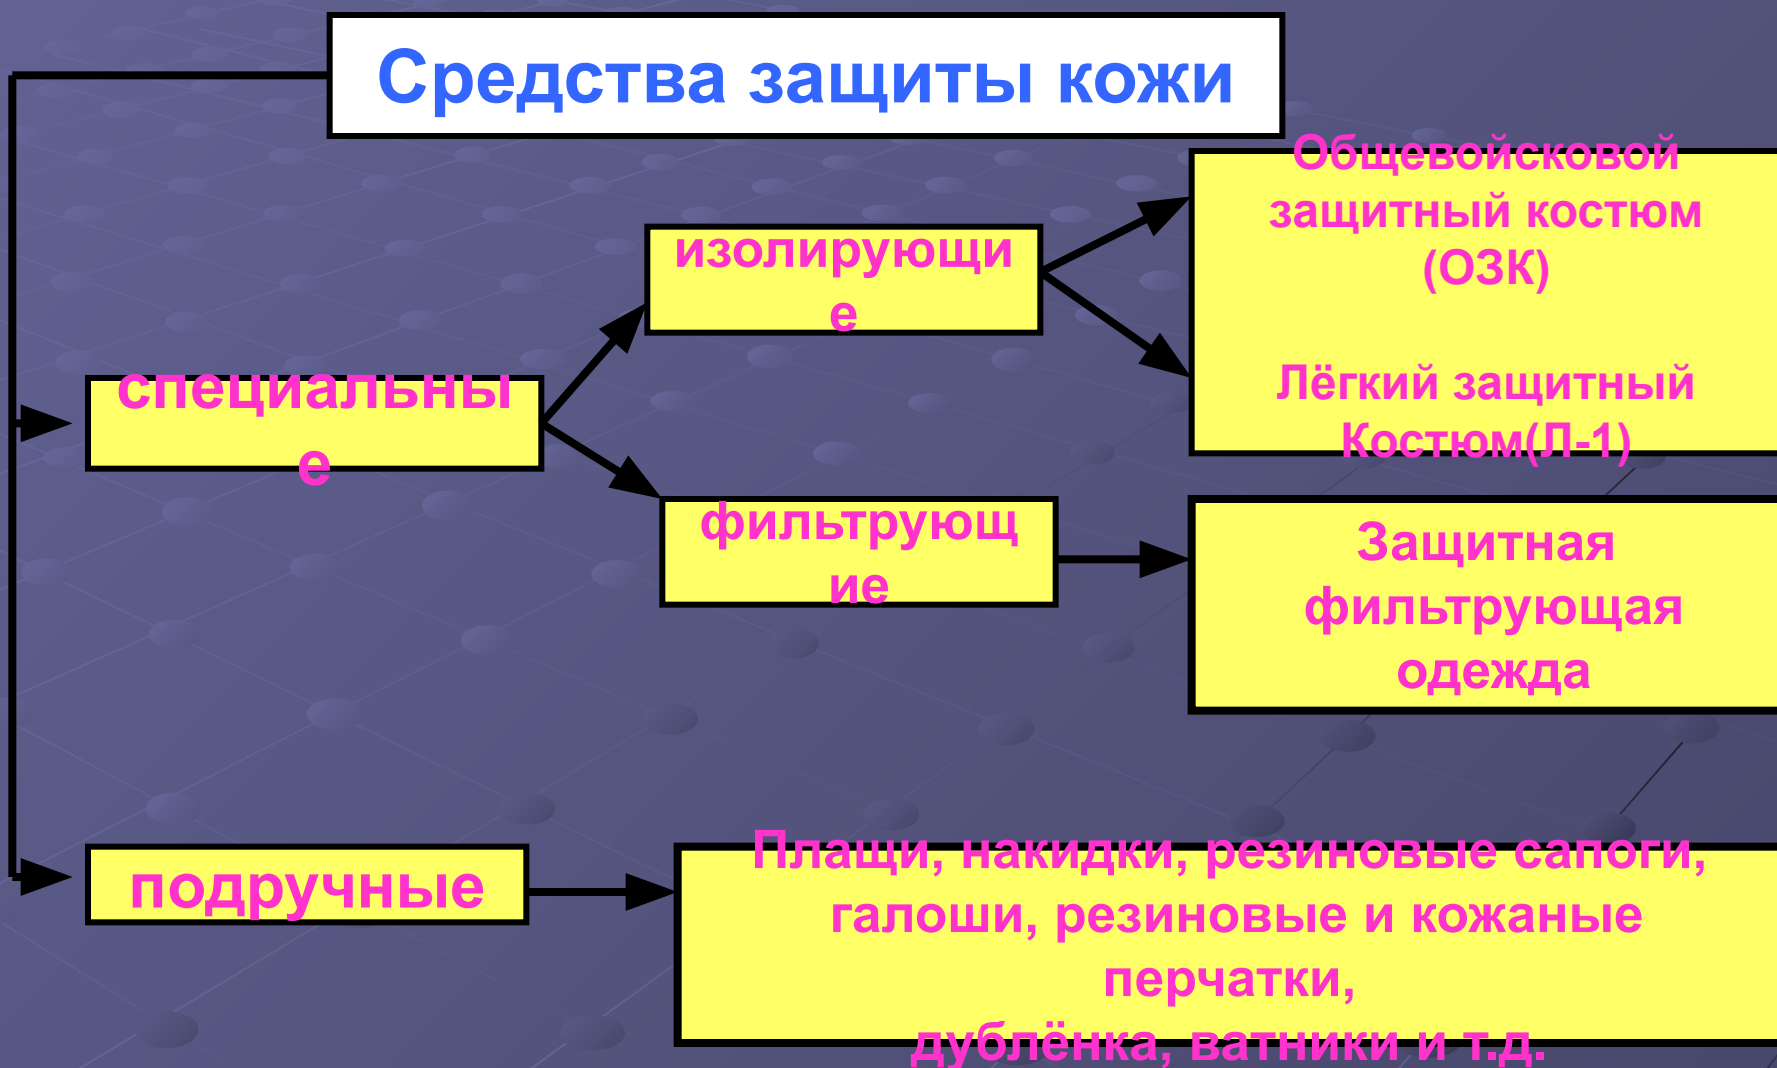 Средства защиты кожи
Общевойсковой
защитный костюм
(ОЗК)
Лёгкий защитный
Костюм(Л-1)
изолирующи
е
специальны
е
фильтрующ
ие
Защитная
фильтрующая
одежда
подручные
Плащи, накидки, резиновые сапоги,
галоши, резиновые и кожаные
перчатки,
дублёнка, ватники и т.д.